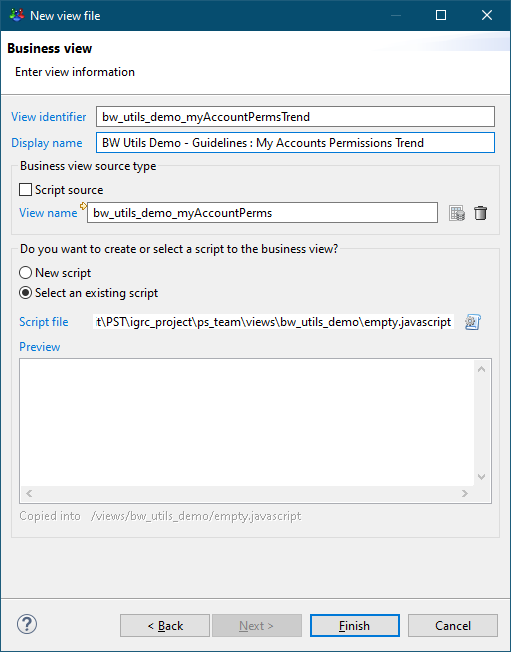 New view file
Business view
Enter view information
View identifier bw_utils_demo_myAccountPermsTrend
Display name BW Utils Demo - Guidelines : My Accounts Permissions Trend
Business view source type
Script source
View name bw_utils_demo_myAccountPerms
Do you want to create or select a script to the business view?
New script
Select an existing script
Script file t\PST\igrc_project\ps_team\views\bw_utils_demo\empty.javascript
Preview
Copied into /views/bw_utils_demo/empty.javascript
? < Back Next > Finish Cancel